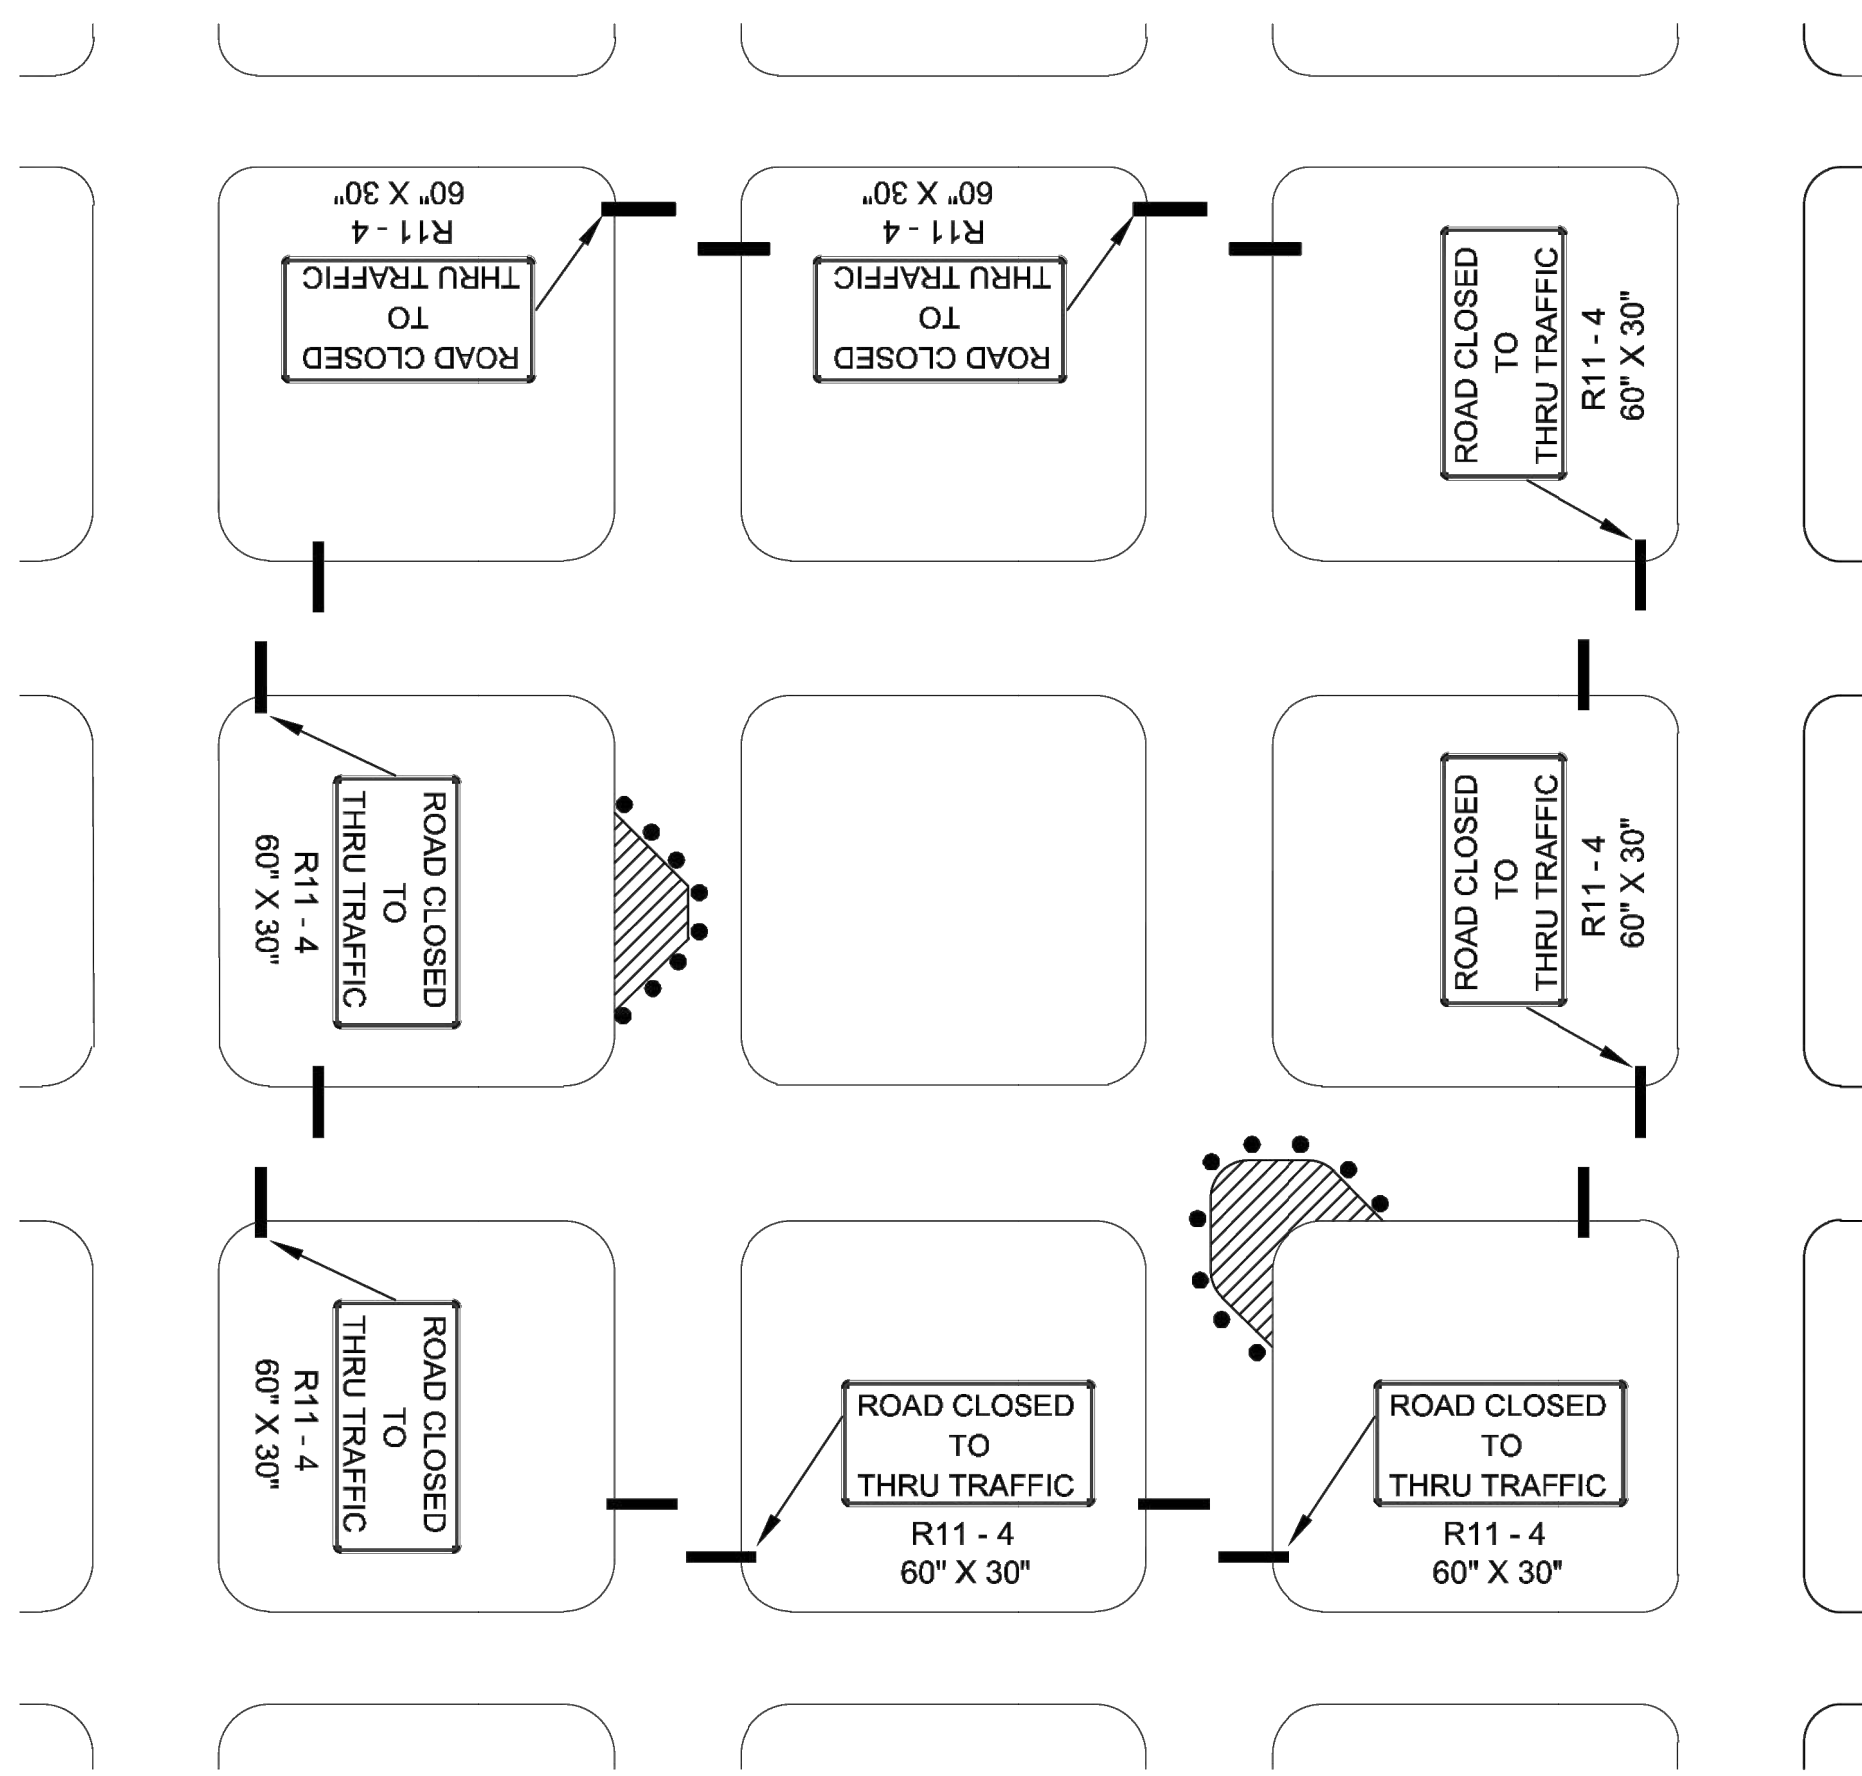 ROAD CLOSED
TO
THRU TRAFFIC
R11 - 4
60" X 30"
ROAD CLOSED
TO
THRU TRAFFIC
R11 - 4
60" X 30"
ROAD CLOSED
TO
THRU TRAFFIC
R11 - 4
60" X 30"
ROAD CLOSED
TO
THRU TRAFFIC
R11 - 4
60" X 30"
ROAD CLOSED
TO
THRU TRAFFIC
R11 - 4
60" X 30"
ROAD CLOSED
TO
THRU TRAFFIC
R11 - 4
60" X 30"
ROAD CLOSED
TO
THRU TRAFFIC
R11 - 4
60" X 30"
ROAD CLOSED
TO
THRU TRAFFIC
R11 - 4
60" X 30"